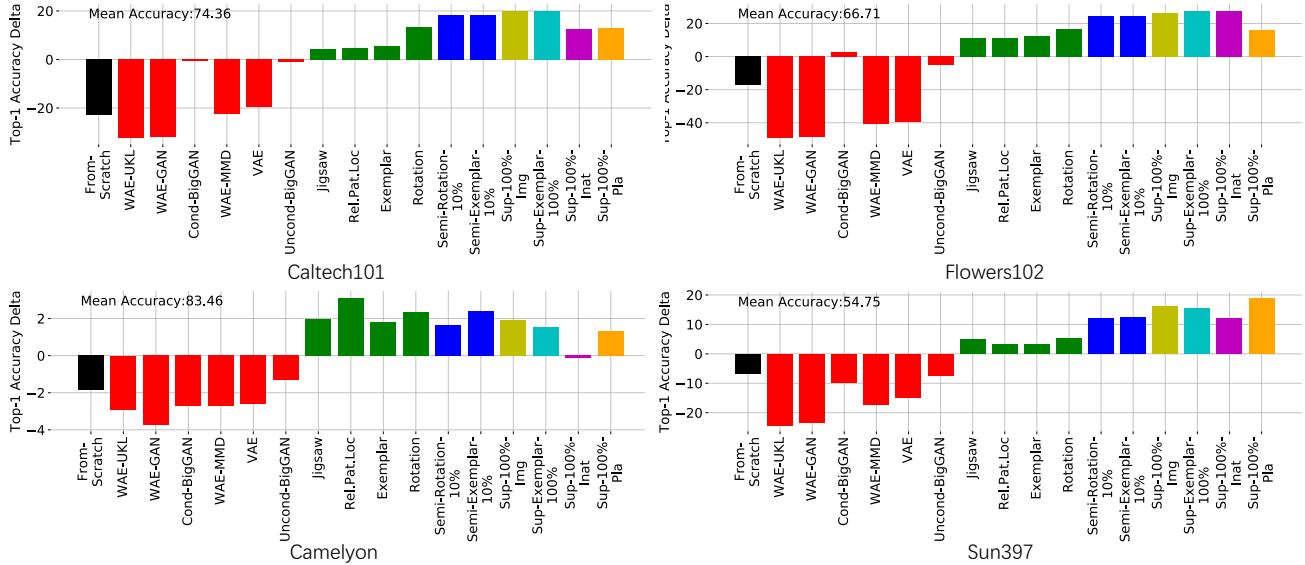 Top-1 Accuracy Delta
Mean Accuracy:74.36
20
0
−20
From-
Scratch
WAE-UKL
WAE-GAN
Cond-BigGAN
WAE-MMD
VAE
Uncond-BigGAN
Jigsaw
Rel.Pat.Loc
Exemplar
Rotation
Semi-Rotation-
10%
Semi-Exemplar-
10%
Sup-100%-
Img
Sup-Exemplar-
100%
Sup-100%-
Inat
Sup-100%-
Pla
Caltech101
Top-1 Accuracy Delta
Mean Accuracy:66.71
20
0
−20
−40
From-
Scratch
WAE-UKL
WAE-GAN
Cond-BigGAN
WAE-MMD
VAE
Uncond-BigGAN
Jigsaw
Rel.Pat.Loc
Exemplar
Rotation
Semi-Rotation-
10%
Semi-Exemplar-
10%
Sup-100%-
Img
Sup-Exemplar-
100%
Sup-100%-
Inat
Sup-100%-
Pla
Flowers102
Top-1 Accuracy Delta
Mean Accuracy:83.46
2
0
−2
−4
From-
Scratch
WAE-UKL
WAE-GAN
Cond-BigGAN
WAE-MMD
VAE
Uncond-BigGAN
Jigsaw
Rel.Pat.Loc
Exemplar
Rotation
Semi-Rotation-
10%
Semi-Exemplar-
10%
Sup-100%-
Img
Sup-Exemplar-
100%
Sup-100%-
Inat
Sup-100%-
Pla
Camelyon
Top-1 Accuracy Delta
Mean Accuracy:54.75
20
10
0
−10
−20
From-
Scratch
WAE-UKL
WAE-GAN
Cond-BigGAN
WAE-MMD
VAE
Uncond-BigGAN
Jigsaw
Rel.Pat.Loc
Exemplar
Rotation
Semi-Rotation-
10%
Semi-Exemplar-
10%
Sup-100%-
Img
Sup-Exemplar-
100%
Sup-100%-
Inat
Sup-100%-
Pla
Sun397